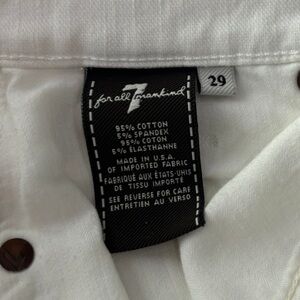 7
for all mankind
29
95% COTTON
5% SPANDEX
95% COTON
5% ELASTHANNE
MADE IN U.S.A.
OF IMPORTED FABRIC
FABRIQUÉ AUX ÉTATS-UNIS
DE TISSU IMPORTÉ
SEE REVERSE FOR CARE
ENTRETIEN AU VERSO